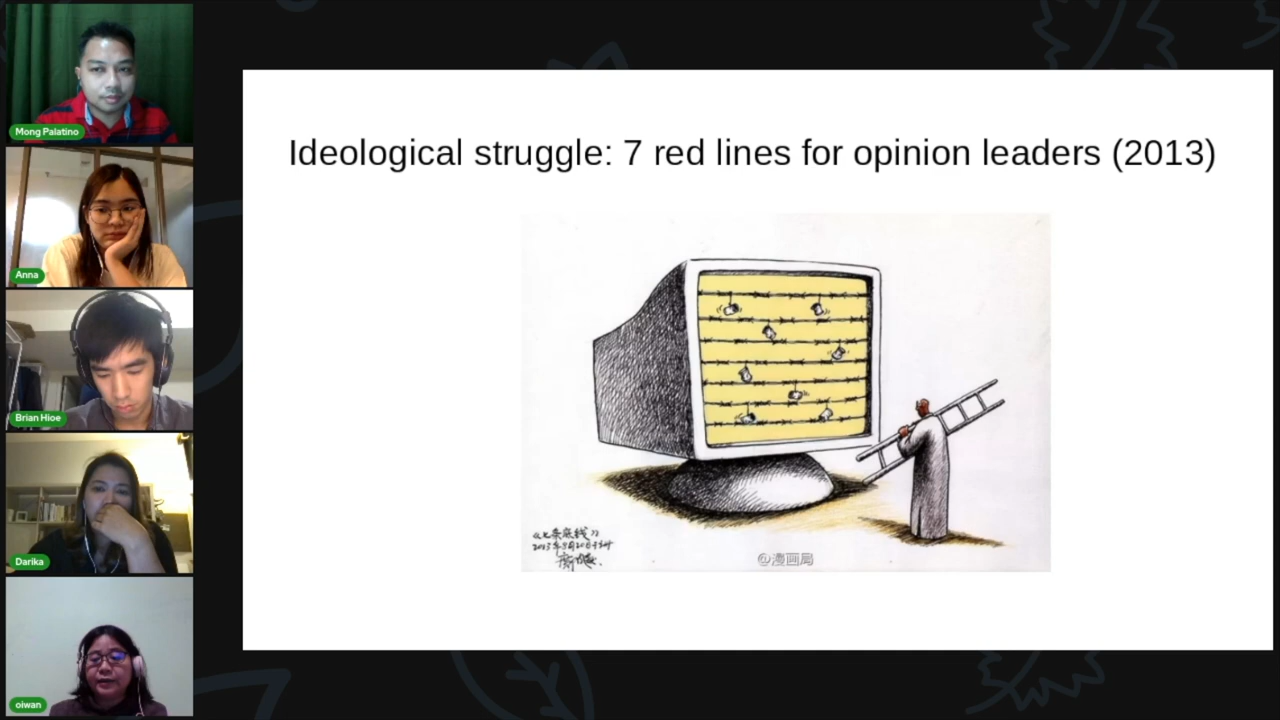 Mong Palatino
Anna
Brian Hioe
Darika
oiwan
Ideological struggle: 7 red lines for opinion leaders (2013)
《七条底线》
@漫画局